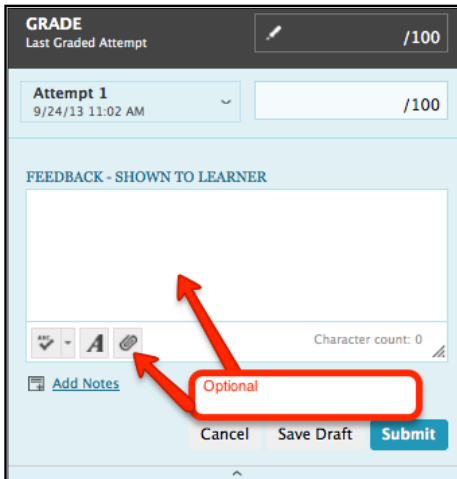 GRADE
Last Graded Attempt
/100
Attempt 1
9/24/13 11:02 AM
/100
FEEDBACK - SHOWN TO LEARNER
ABC
A
Character count: 0
Add Notes
Optional
Cancel Save Draft Submit